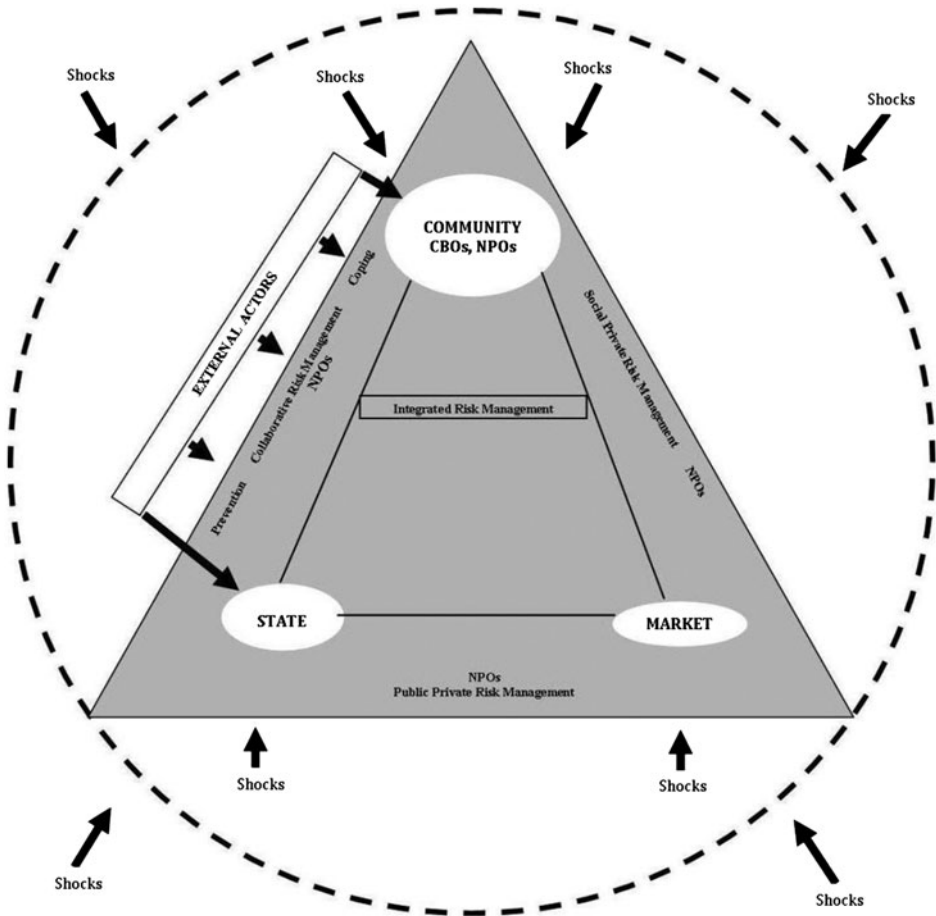 Shocks
Shocks
Shocks
Shocks
COMMUNITY
CBOs, NPOs
EXTERNAL ACTORS
Coping
Collaborative Risk Management
NPOs
Prevention
Social Private Risk Management
NPOs
Integrated Risk Management
STATE
MARKET
NPOs
Public Private Risk Management
Shocks
Shocks
Shocks
Shocks